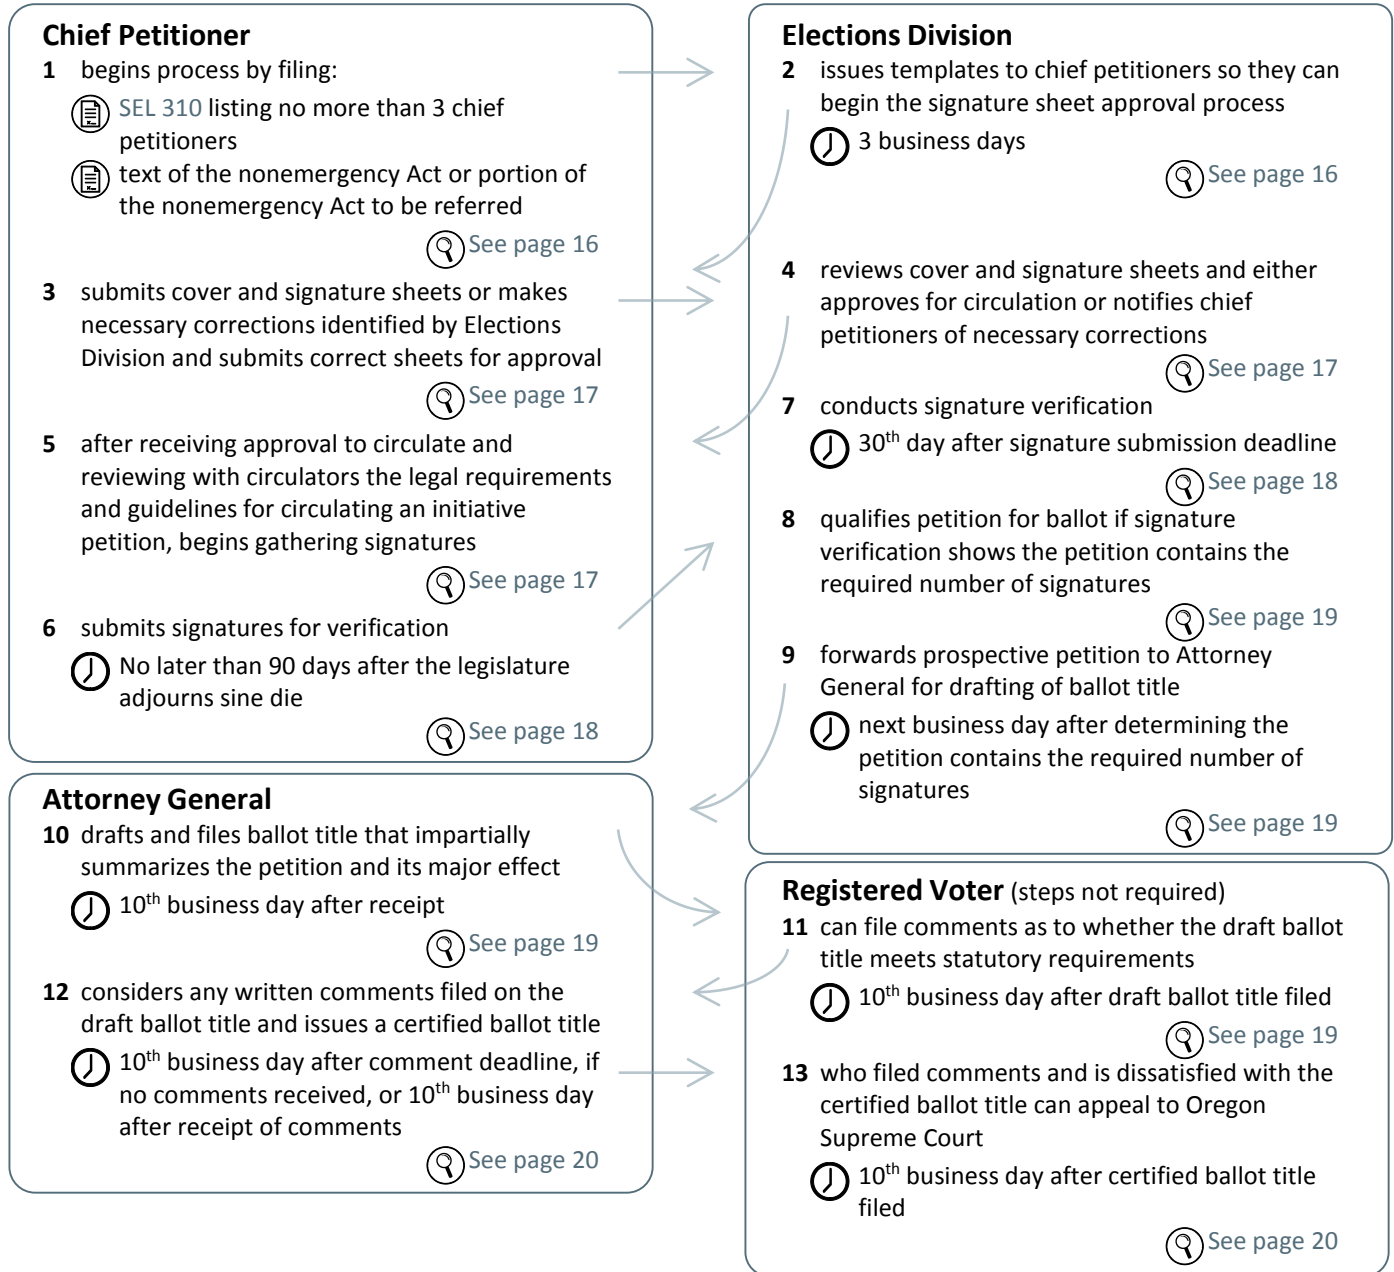 Chief Petitioner
1 begins process by filing:
SEL 310 listing no more than 3 chief
petitioners
text of the nonemergency Act or portion of
the nonemergency Act to be referred
See page 16
3 submits cover and signature sheets or makes
necessary corrections identified by Elections
Division and submits correct sheets for approval
See page 17
5 after receiving approval to circulate and
reviewing with circulators the legal requirements
and guidelines for circulating an initiative
petition, begins gathering signatures
See page 17
6 submits signatures for verification
No later than 90 days after the legislature
adjourns sine die
See page 18
Elections Division
2 issues templates to chief petitioners so they can
begin the signature sheet approval process
3 business days
See page 16
4 reviews cover and signature sheets and either
approves for circulation or notifies chief
petitioners of necessary corrections
See page 17
7 conducts signature verification
30th day after signature submission deadline
See page 18
8 qualifies petition for ballot if signature
verification shows the petition contains the
required number of signatures
See page 19
9 forwards prospective petition to Attorney
General for drafting of ballot title
next business day after determining the
petition contains the required number of
signatures
See page 19
Attorney General
10 drafts and files ballot title that impartially
summarizes the petition and its major effect
10th business day after receipt
See page 19
12 considers any written comments filed on the
draft ballot title and issues a certified ballot title
10th business day after comment deadline, if
no comments received, or 10th business day
after receipt of comments
See page 20
Registered Voter (steps not required)
11 can file comments as to whether the draft ballot
title meets statutory requirements
10th business day after draft ballot title filed
See page 19
13 who filed comments and is dissatisfied with the
certified ballot title can appeal to Oregon
Supreme Court
10th business day after certified ballot title
filed
See page 20